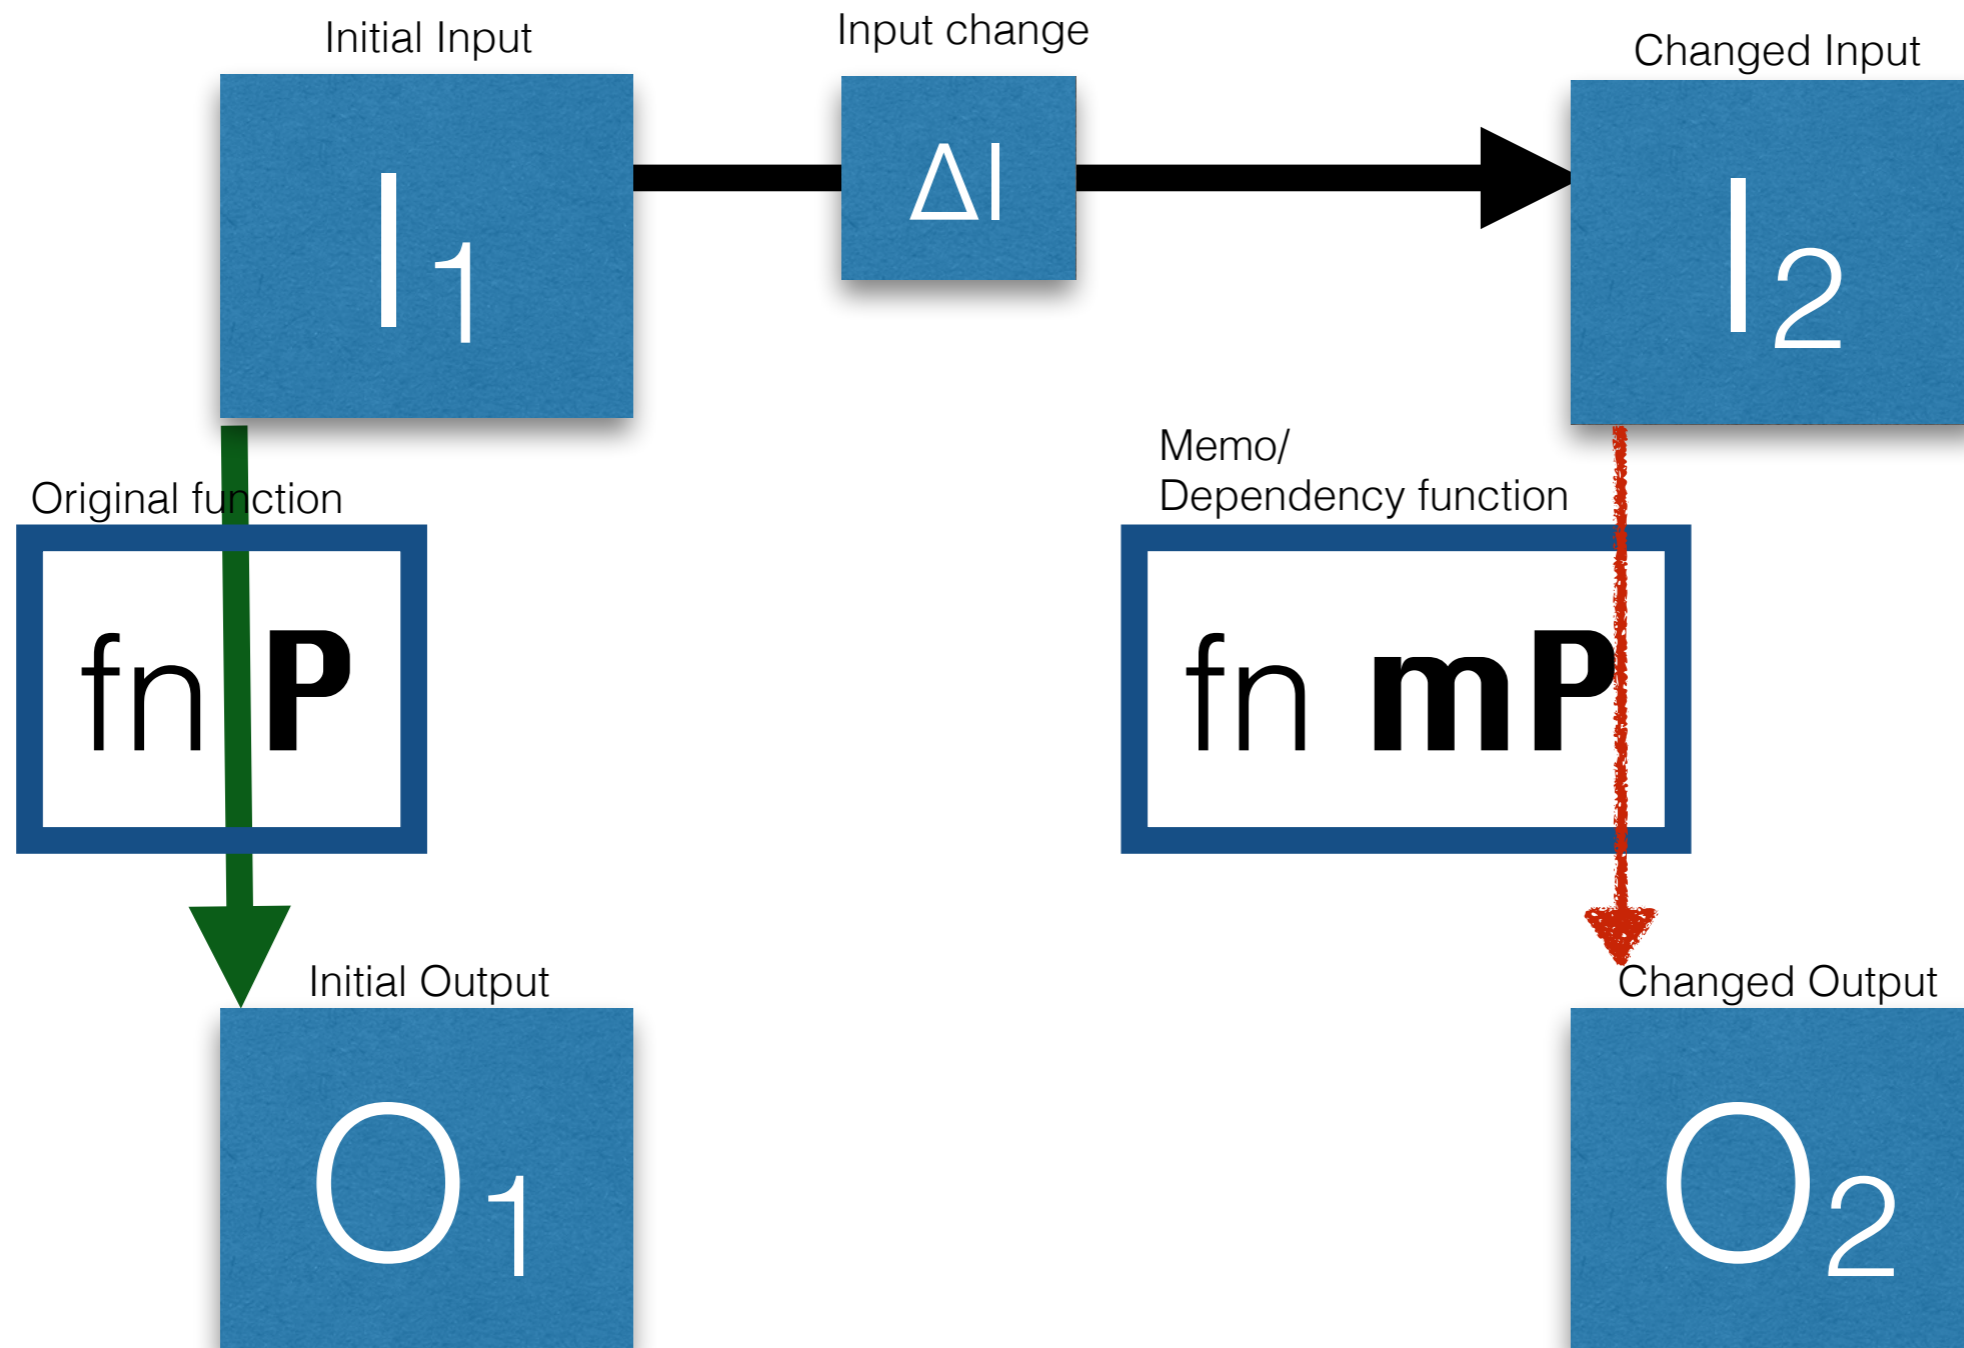 Initial Input
Input change
Changed Input
I₁
ΔI
I₂
Original function
Memo/
Dependency function
fn P
fn mP
Initial Output
Changed Output
O₁
O₂